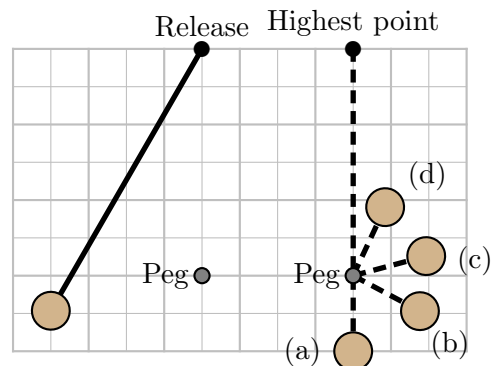 Release
Highest point
(d)
(c)
Peg
Peg
(b)
(a)